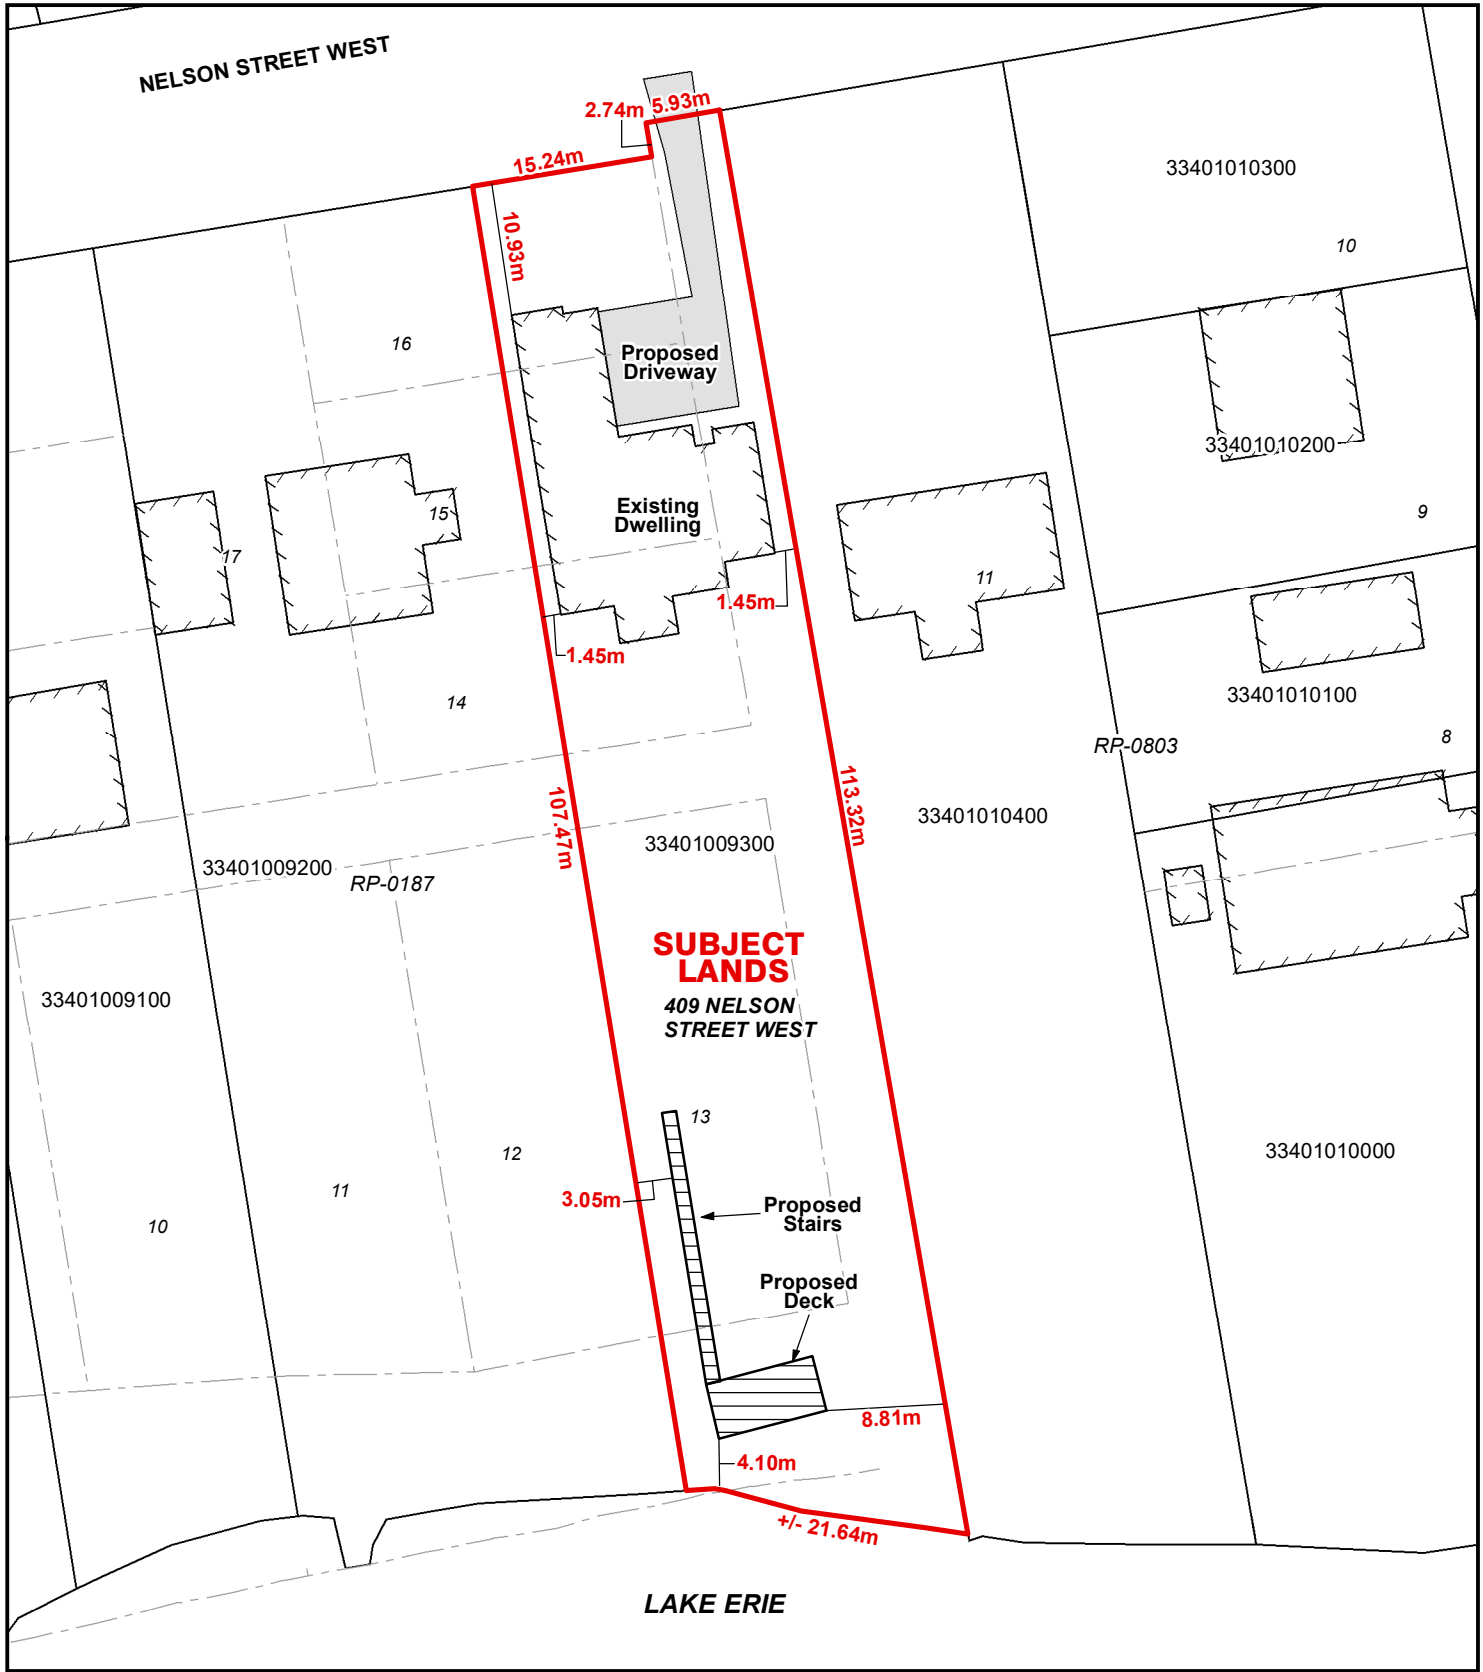 NELSON STREET WEST
2.74m
5.93m
15.24m
33401010300
10.93m
10
16
Proposed
Driveway
33401010200
Existing
Dwelling
15
9
17
11
1.45m
1.45m
33401010100
14
RP-0803
8
107.47m
113.32m
33401010400
33401009300
33401009200
RP-0187
SUBJECT
LANDS
33401009100
409 NELSON
STREET WEST
13
12
33401010000
11
3.05m
Proposed
Stairs
10
Proposed
Deck
8.81m
4.10m
+/- 21.64m
LAKE ERIE